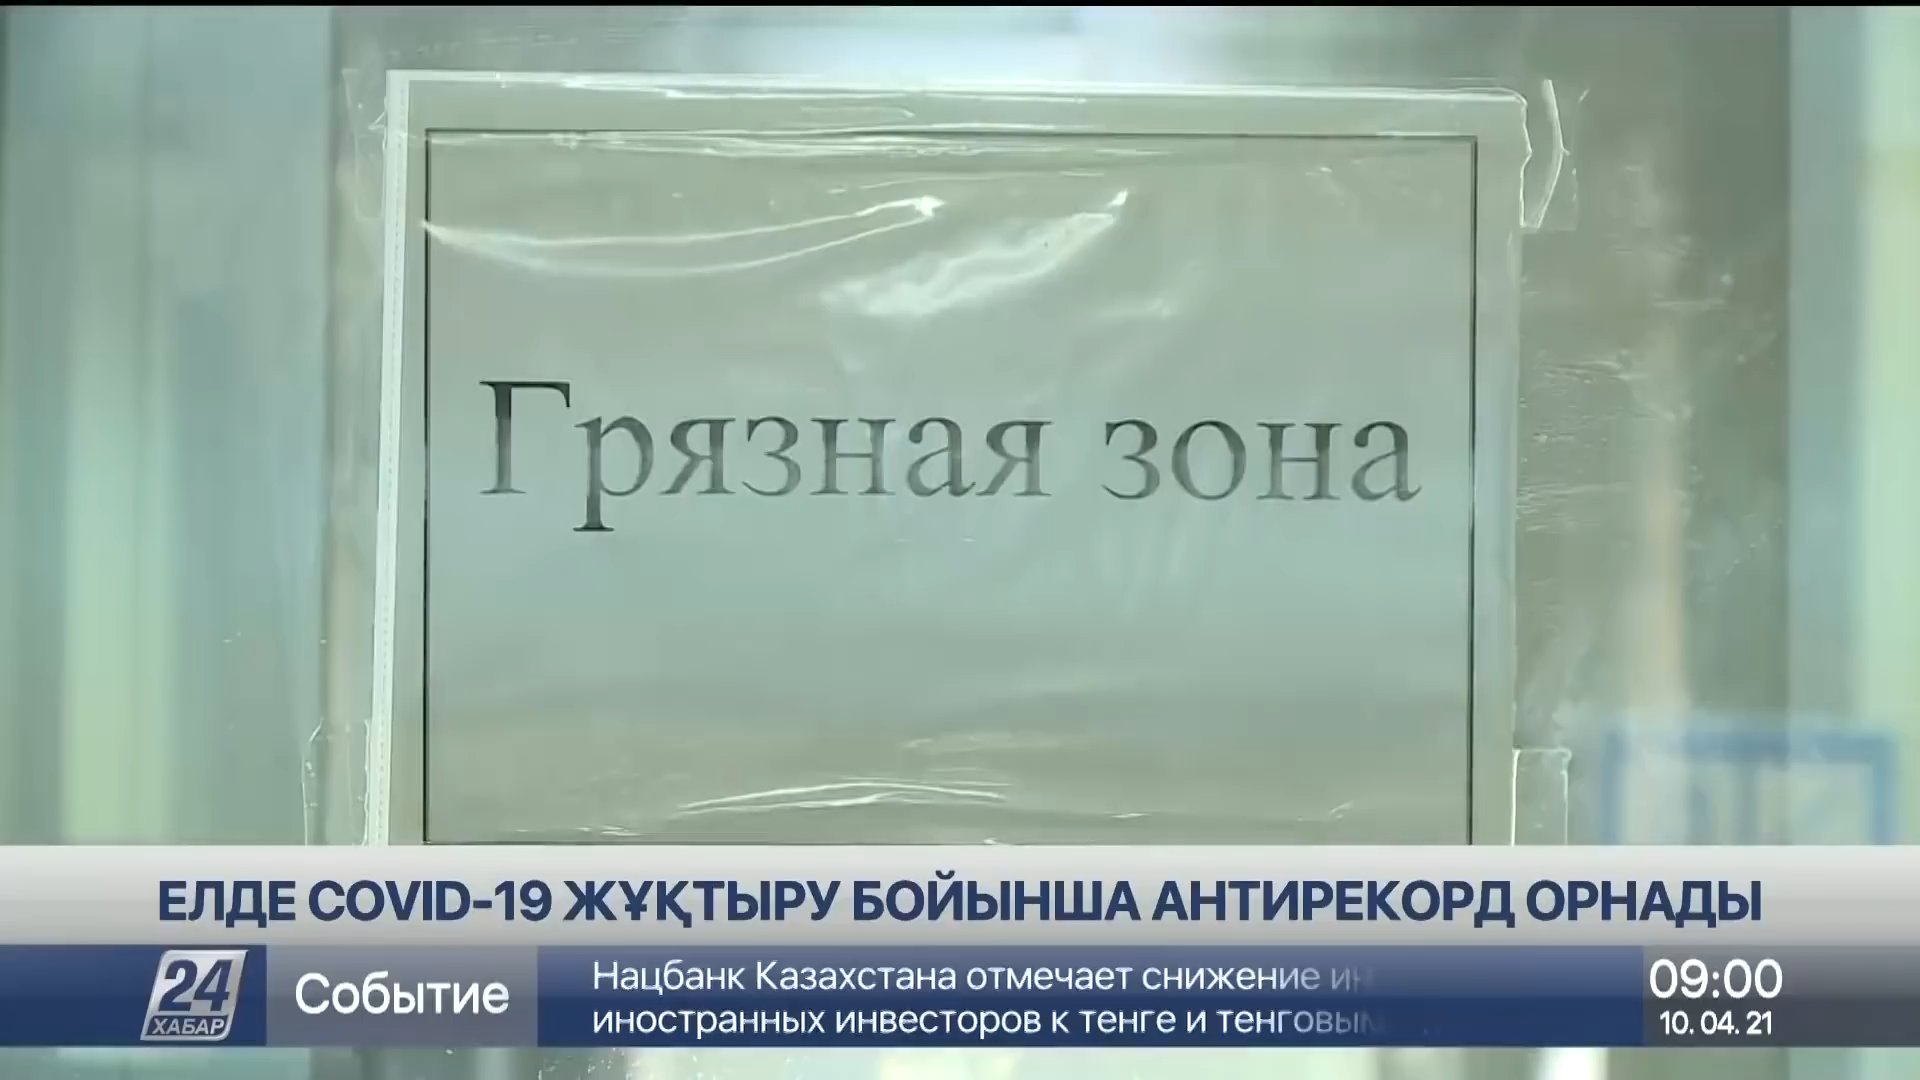 Грязная зона
ЕЛДЕ COVID-19 ЖҰҚТЫРУ БОЙЫНША АНТИРЕКОРД ОРНАДЫ
24
ХАБАР
Событие
Нацбанк Казахстана отмечает снижение
иностранных инвесторов к тенге и тенговым
09:00
10.04.21